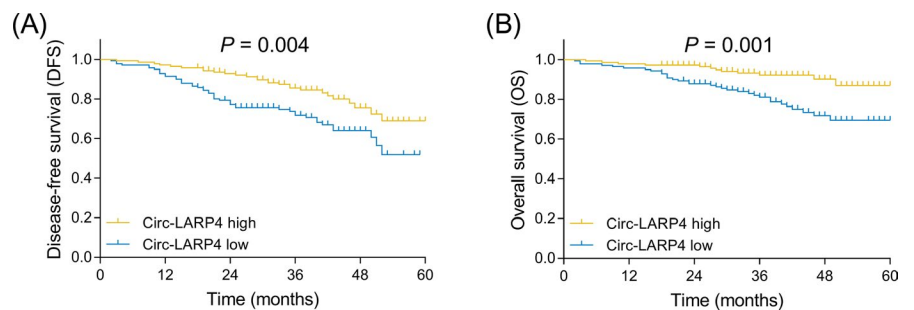 (A)
P = 0.004
Disease-free survival (DFS)
1.0
0.8
0.6
0.4
0.2
0.0
Circ-LARP4 high
Circ-LARP4 low
0 12 24 36 48 60
Time (months)
(B)
P = 0.001
Overall survival (OS)
1.0
0.8
0.6
0.4
0.2
0.0
Circ-LARP4 high
Circ-LARP4 low
0 12 24 36 48 60
Time (months)